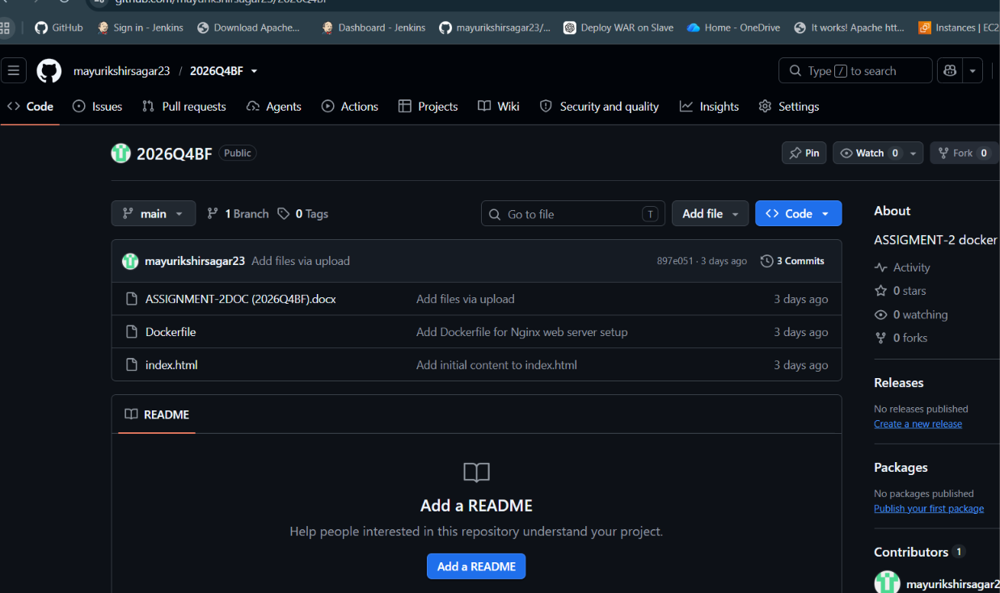 github.com/mayurikshirsagar23/2026Q4BF
GitHub Sign in - Jenkins Download Apache... Dashboard - Jenkins mayurikshirsagar23/... Deploy WAR on Slave Home - OneDrive It works! Apache htt... Instances | EC2
mayurikshirsagar23 / 2026Q4BF Type / to search
Code Issues Pull requests Agents Actions Projects Wiki Security and quality Insights Settings
2026Q4BF Public Pin Watch 0 Fork 0
main 1 Branch 0 Tags Go to file T Add file Code
mayurikshirsagar23 Add files via upload 897e051 · 3 days ago 3 Commits
ASSIGNMENT-2DOC (2026Q4BF).docx Add files via upload 3 days ago
Dockerfile Add Dockerfile for Nginx web server setup 3 days ago
index.html Add initial content to index.html 3 days ago
README
Add a README
Help people interested in this repository understand your project.
Add a README
About
ASSIGMENT-2 docker
Activity
0 stars
0 watching
0 forks
Releases
No releases published
Create a new release
Packages
No packages published
Publish your first package
Contributors 1
mayurikshirsagar2